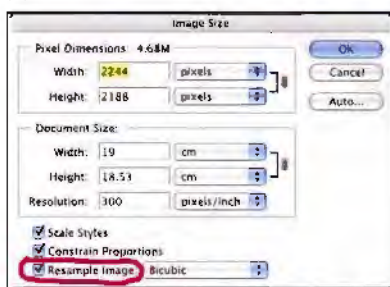 Image Size
Pixel Dimensions: 4.68M
Width: 2244 pixels
Height: 2188 pixels
OK
Cancel
Auto...
Document Size:
Width: 19 cm
Height: 18.53 cm
Resolution: 300 pixels/inch
Scale Styles
Constrain Proportions
Resample Image: Bicubic